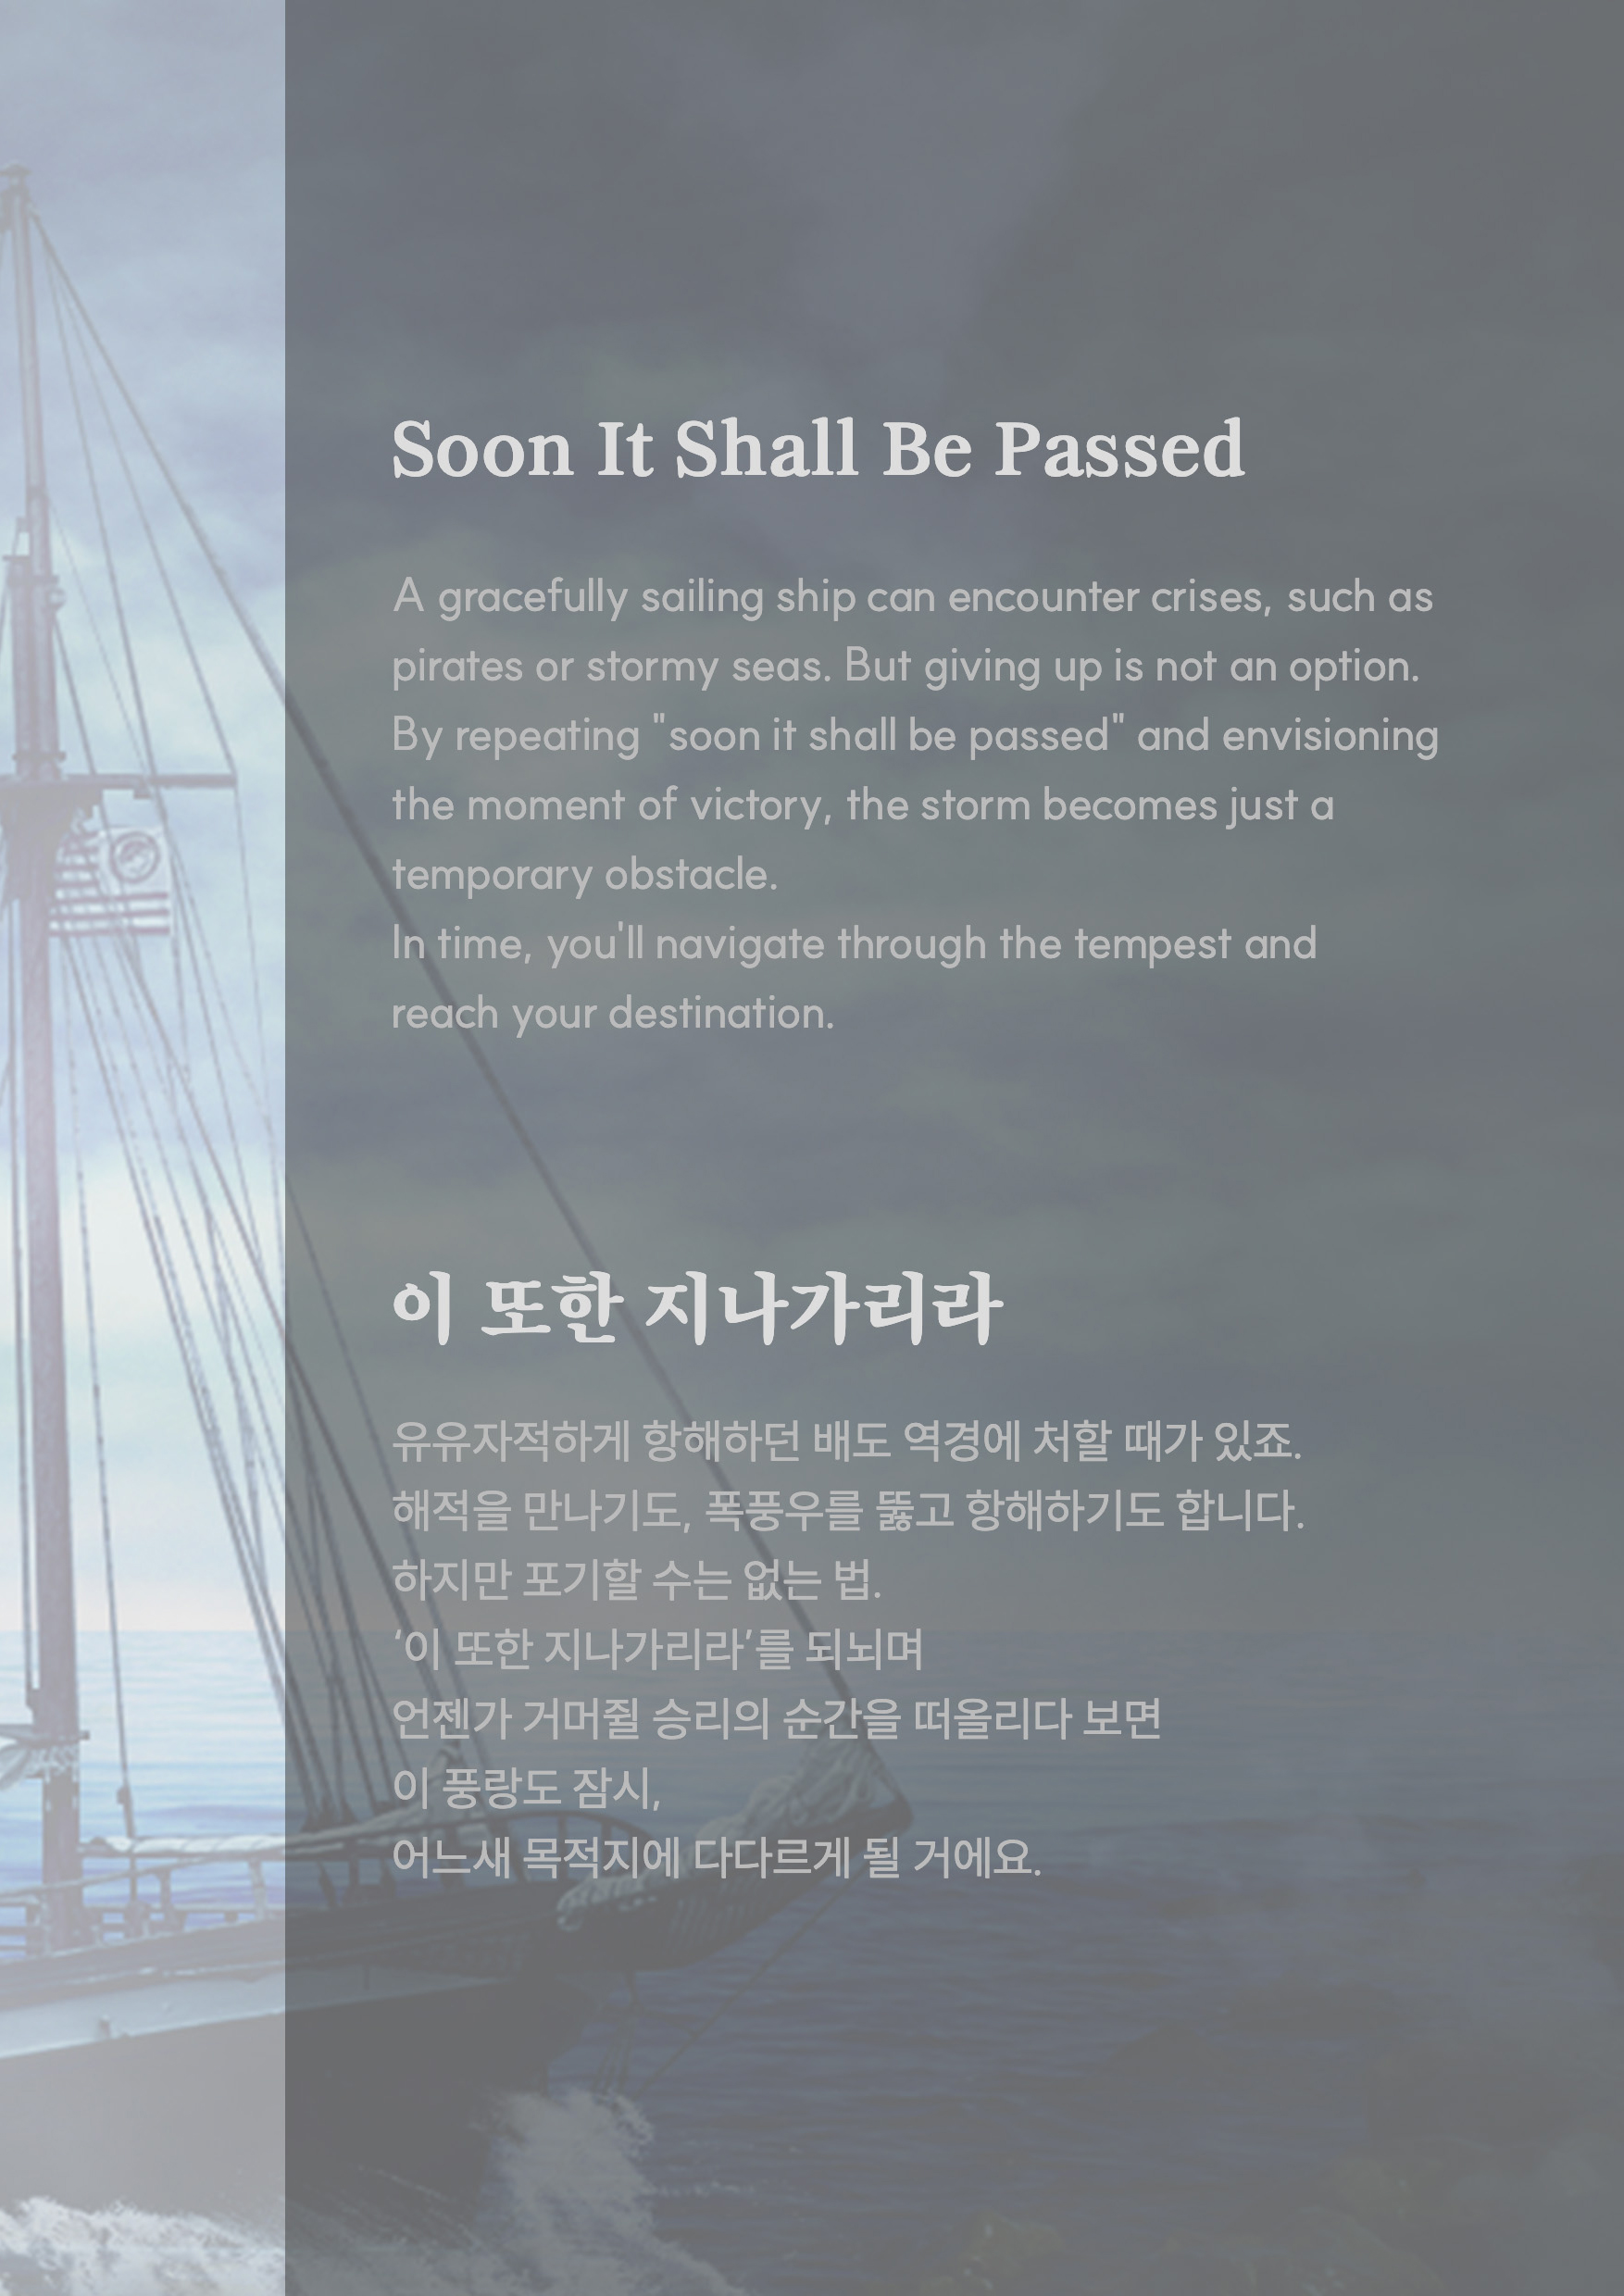 Soon It Shall Be Passed
A gracefully sailing ship can encounter crises, such as
pirates or stormy seas. But giving up is not an option.
By repeating "soon it shall be passed" and envisioning
the moment of victory, the storm becomes just a
temporary obstacle.
In time, you'll navigate through the tempest and
reach your destination.
이 또한 지나가리라
유유자적하게 항해하던 배도 역경에 처할 때가 있죠.
해적을 만나기도, 폭풍우를 뚫고 항해하기도 합니다.
하지만 포기할 수는 없는 법.
‘이 또한 지나가리라’를 되뇌며
언젠가 거머쥘 승리의 순간을 떠올리다 보면
이 풍랑도 잠시,
어느새 목적지에 다다르게 될 거에요.